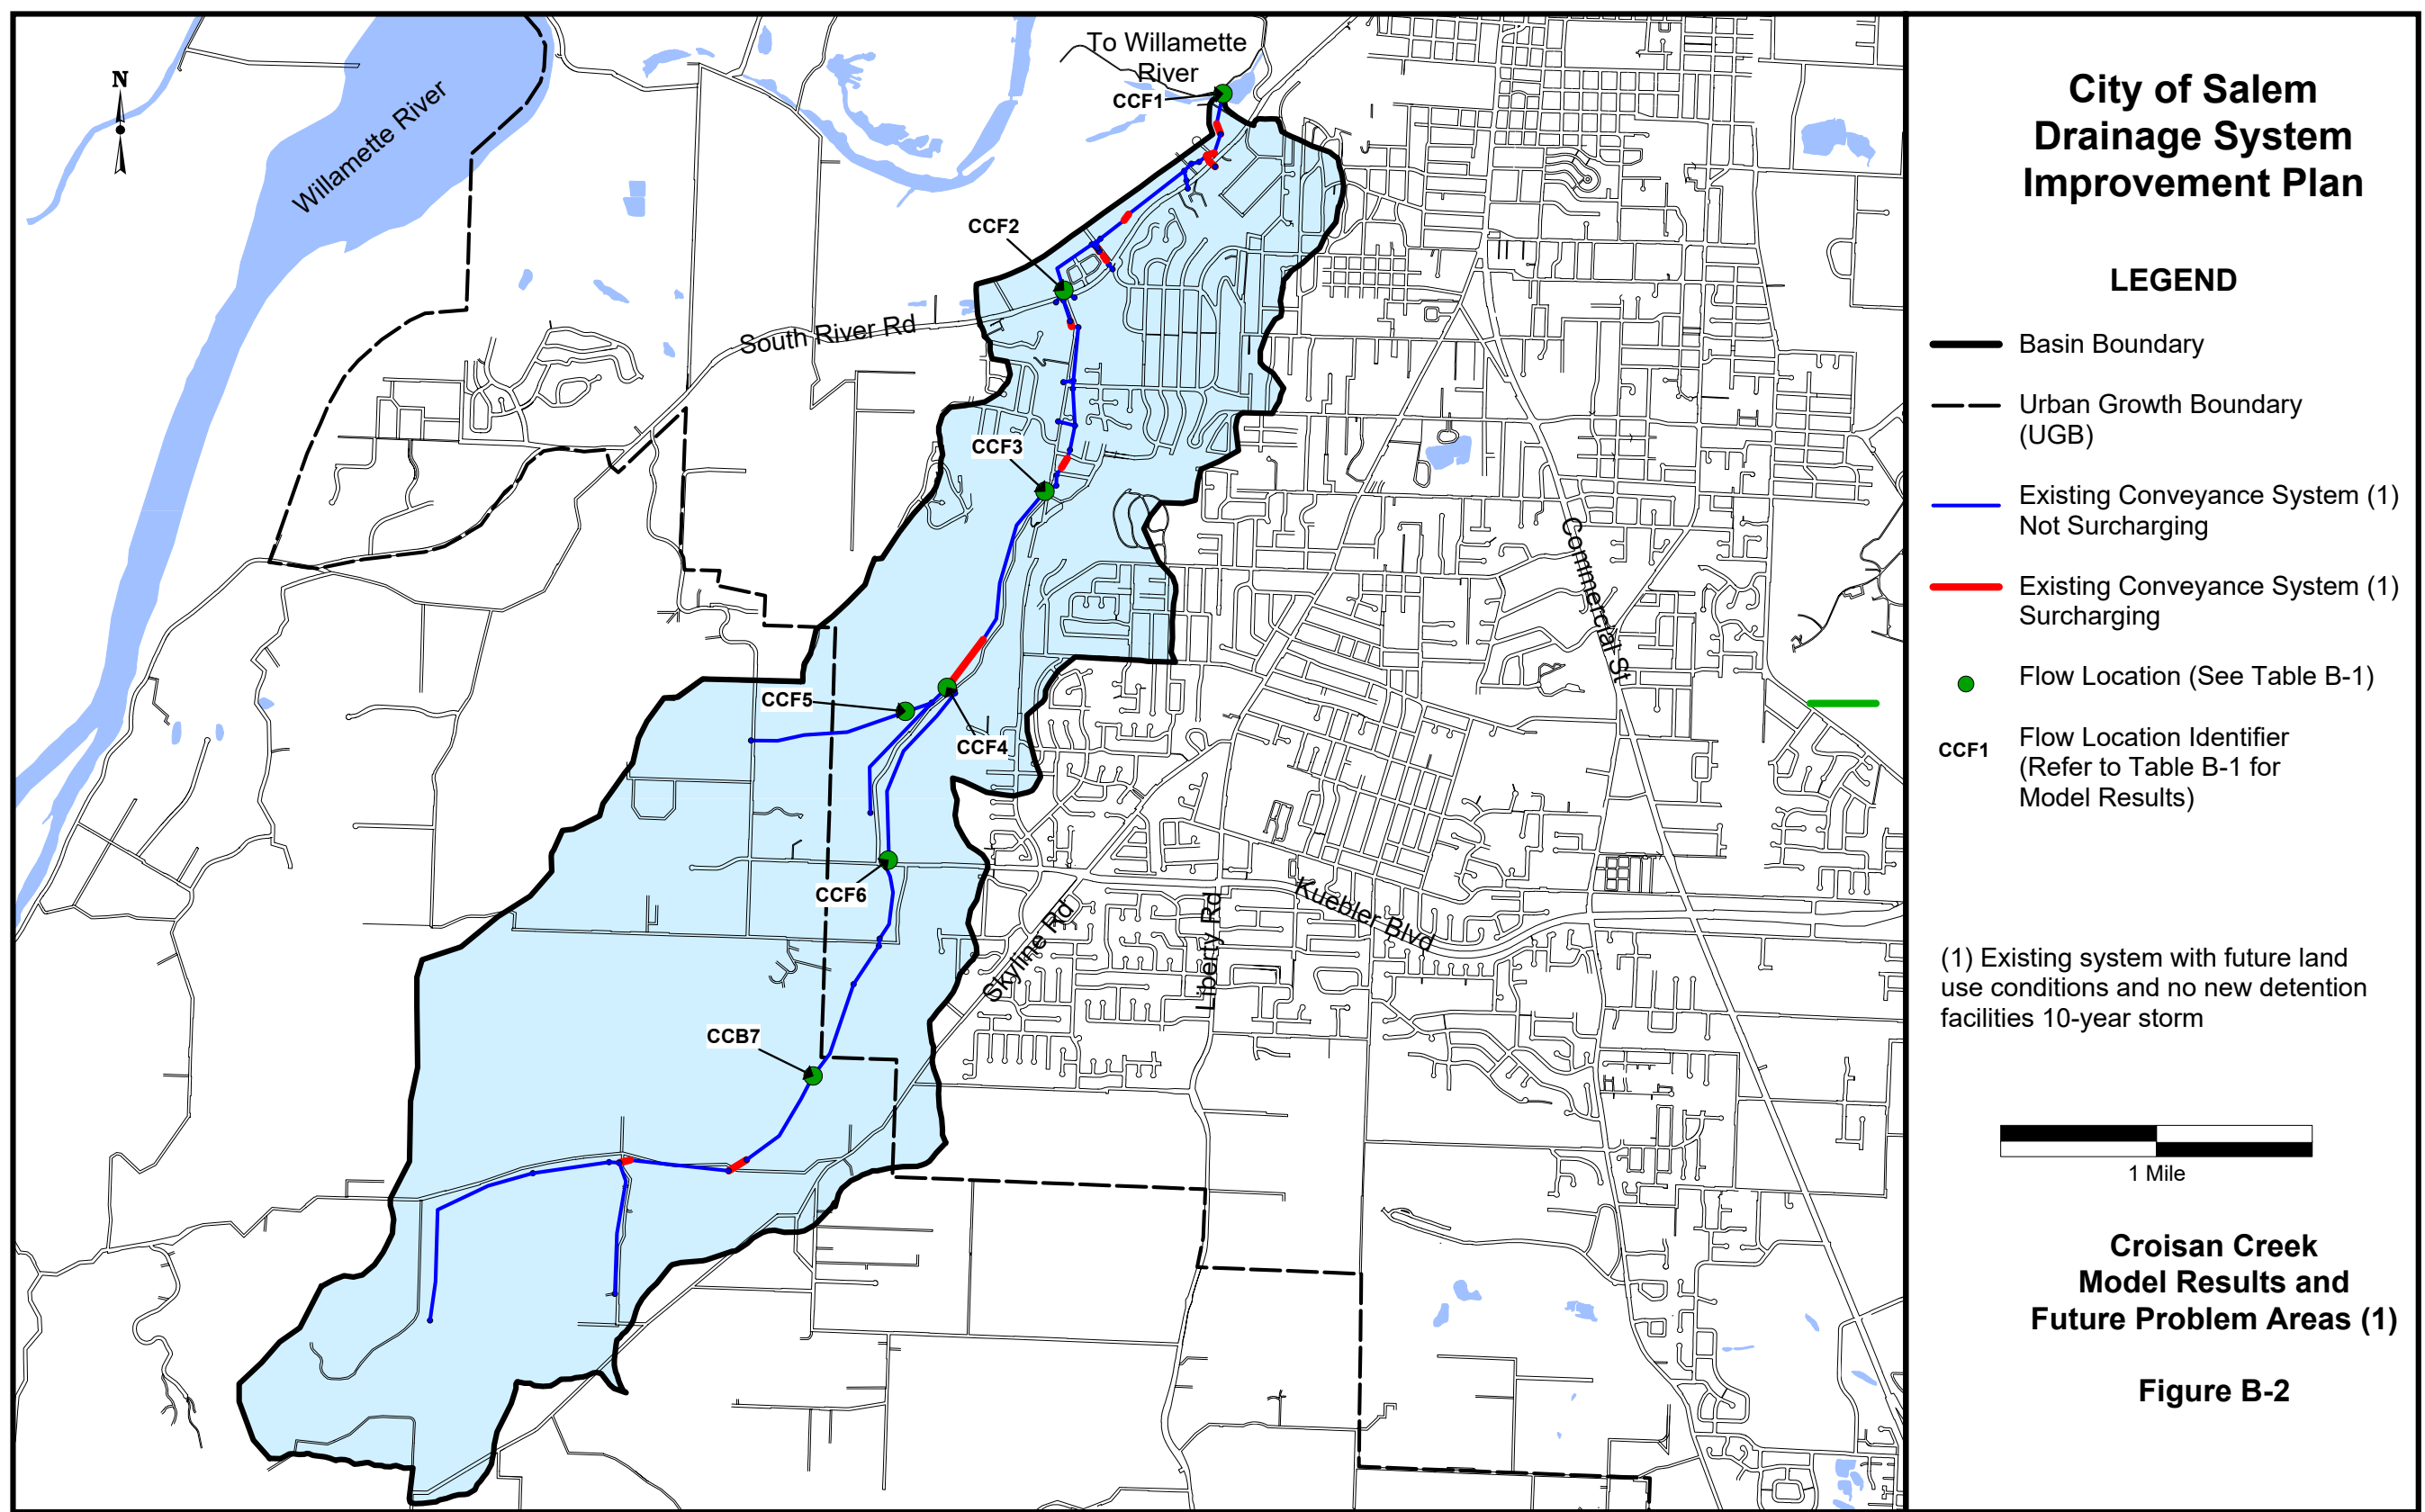 City of Salem
Drainage System
Improvement Plan
LEGEND
Basin Boundary
Urban Growth Boundary
(UGB)
Existing Conveyance System (1)
Not Surcharging
Existing Conveyance System (1)
Surcharging
Flow Location (See Table B-1)
CCF1
Flow Location Identifier
(Refer to Table B-1 for
Model Results)
(1) Existing system with future land
use conditions and no new detention
facilities 10-year storm
1 Mile
Croisan Creek
Model Results and
Future Problem Areas (1)
Figure B-2
N
Willamette River
To Willamette
River
CCF1
CCF2
South River Rd
CCF3
Commercial St
CCF5
CCF4
CCF6
Skyline Rd
Liberty Rd
Kuebler Blvd
CCB7